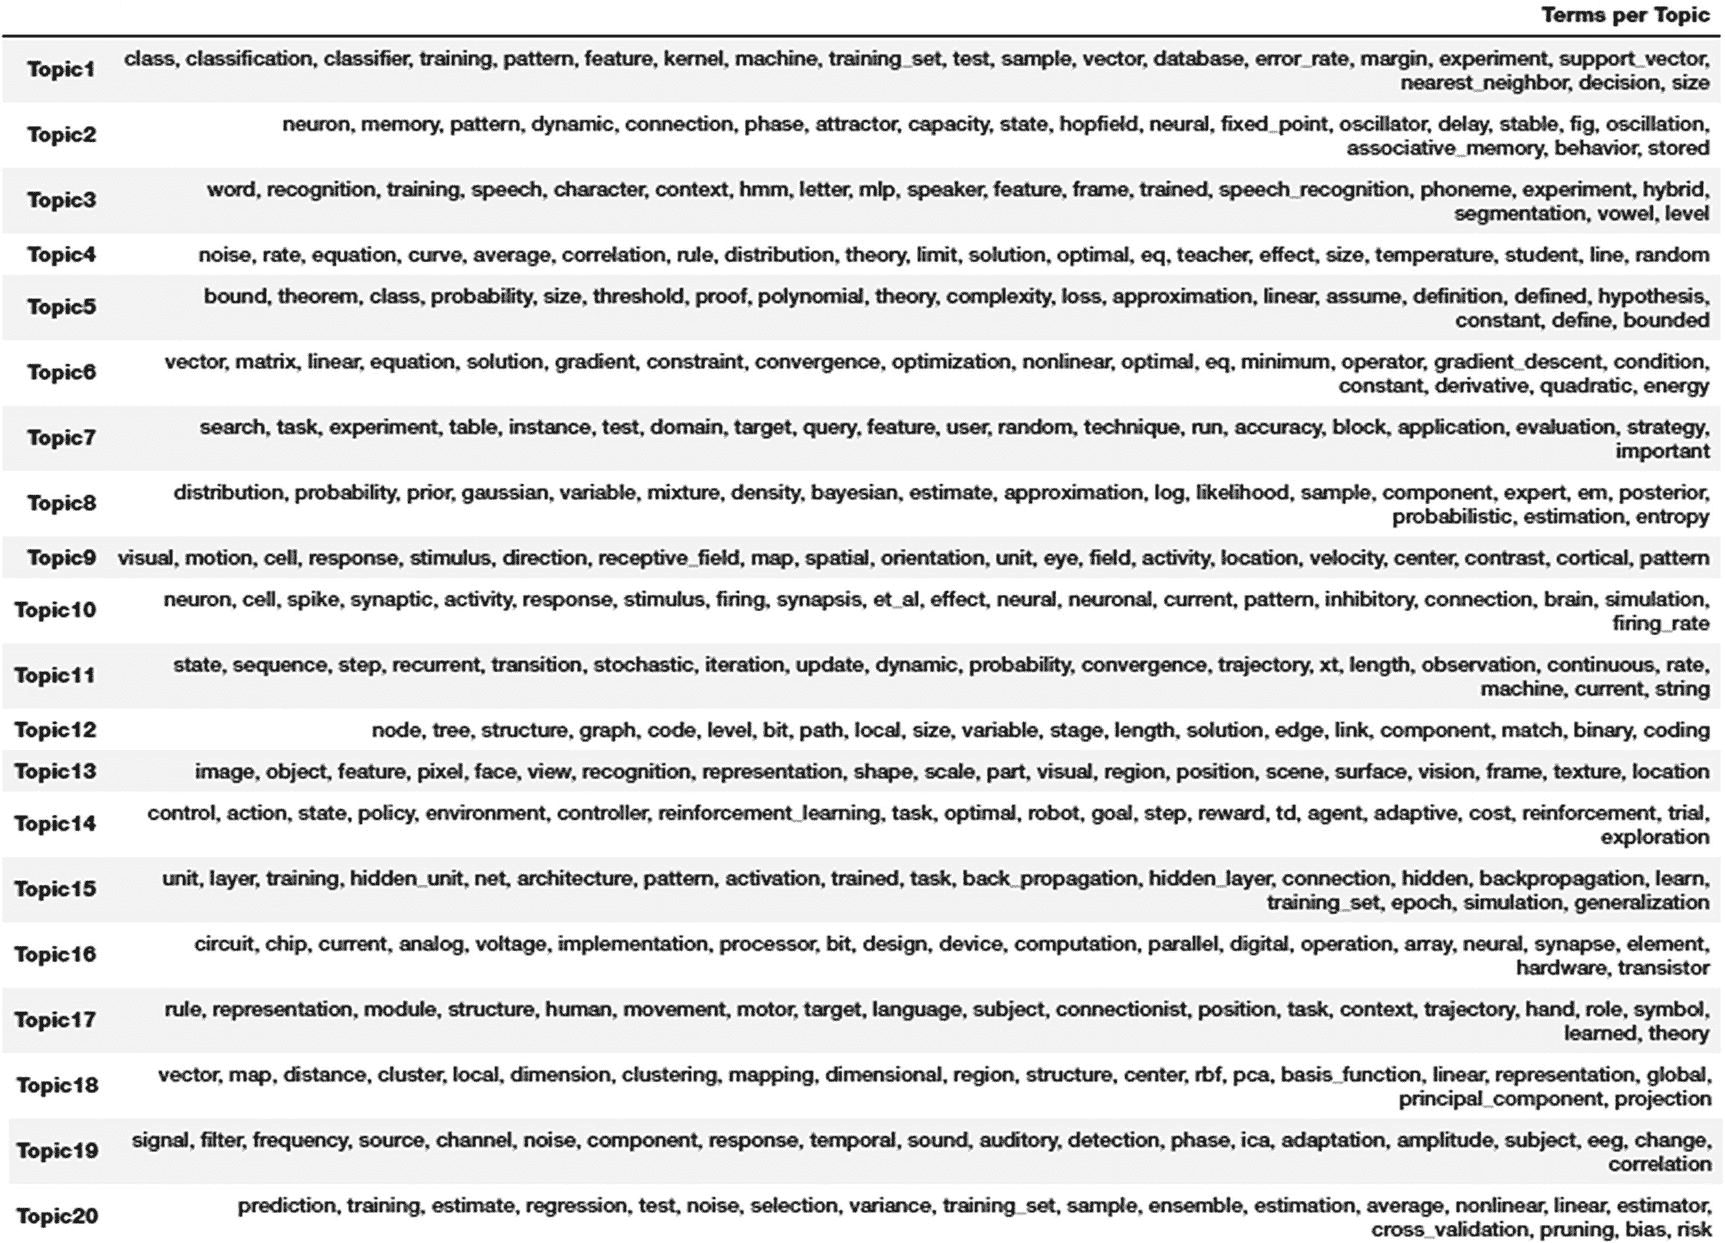 Terms per Topic
Topic1 class, classification, classifier, training, pattern, feature, kernel, machine, training_set, test, sample, vector, database, error_rate, margin, experiment, support_vector,
nearest_neighbor, decision, size
Topic2 neuron, memory, pattern, dynamic, connection, phase, attractor, capacity, state, hopfield, neural, fixed_point, oscillator, delay, stable, fig, oscillation,
associative_memory, behavior, stored
Topic3 word, recognition, training, speech, character, context, hmm, letter, mlp, speaker, feature, frame, trained, speech_recognition, phoneme, experiment, hybrid,
segmentation, vowel, level
Topic4 noise, rate, equation, curve, average, correlation, rule, distribution, theory, limit, solution, optimal, eq, teacher, effect, size, temperature, student, line, random
Topic5 bound, theorem, class, probability, size, threshold, proof, polynomial, theory, complexity, loss, approximation, linear, assume, definition, defined, hypothesis,
constant, define, bounded
Topic6 vector, matrix, linear, equation, solution, gradient, constraint, convergence, optimization, nonlinear, optimal, eq, minimum, operator, gradient_descent, condition,
constant, derivative, quadratic, energy
Topic7 search, task, experiment, table, instance, test, domain, target, query, feature, user, random, technique, run, accuracy, block, application, evaluation, strategy,
important
Topic8 distribution, probability, prior, gaussian, variable, mixture, density, bayesian, estimate, approximation, log, likelihood, sample, component, expert, em, posterior,
probabilistic, estimation, entropy
Topic9 visual, motion, cell, response, stimulus, direction, receptive_field, map, spatial, orientation, unit, eye, field, activity, location, velocity, center, contrast, cortical, pattern
Topic10 neuron, cell, spike, synaptic, activity, response, stimulus, firing, synapsis, et_al, effect, neural, neuronal, current, pattern, inhibitory, connection, brain, simulation,
firing_rate
Topic11 state, sequence, step, recurrent, transition, stochastic, iteration, update, dynamic, probability, convergence, trajectory, xt, length, observation, continuous, rate,
machine, current, string
Topic12 node, tree, structure, graph, code, level, bit, path, local, size, variable, stage, length, solution, edge, link, component, match, binary, coding
Topic13 image, object, feature, pixel, face, view, recognition, representation, shape, scale, part, visual, region, position, scene, surface, vision, frame, texture, location
Topic14 control, action, state, policy, environment, controller, reinforcement_learning, task, optimal, robot, goal, step, reward, td, agent, adaptive, cost, reinforcement, trial,
exploration
Topic15 unit, layer, training, hidden_unit, net, architecture, pattern, activation, trained, task, back_propagation, hidden_layer, connection, hidden, backpropagation, learn,
training_set, epoch, simulation, generalization
Topic16 circuit, chip, current, analog, voltage, implementation, processor, bit, design, device, computation, parallel, digital, operation, array, neural, synapse, element,
hardware, transistor
Topic17 rule, representation, module, structure, human, movement, motor, target, language, subject, connectionist, position, task, context, trajectory, hand, role, symbol,
learned, theory
Topic18 vector, map, distance, cluster, local, dimension, clustering, mapping, dimensional, region, structure, center, rbf, pca, basis_function, linear, representation, global,
principal_component, projection
Topic19 signal, filter, frequency, source, channel, noise, component, response, temporal, sound, auditory, detection, phase, ica, adaptation, amplitude, subject, eeg, change,
correlation
Topic20 prediction, training, estimate, regression, test, noise, selection, variance, training_set, sample, ensemble, estimation, average, nonlinear, linear, estimator,
cross_validation, pruning, bias, risk